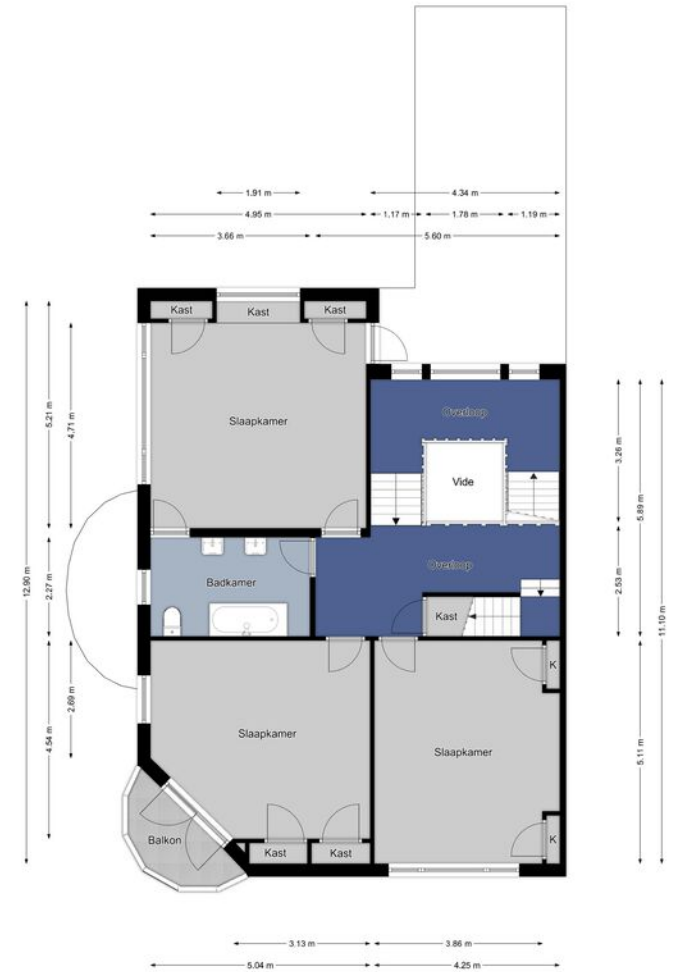 1.91 m
4.34 m
4.95 m
1.17 m
1.78 m
1.19 m
3.66 m
5.60 m
Kast
Kast
Kast
Slaapkamer
Overloop
Vide
5.21 m
4.71 m
3.26 m
5.89 m
Badkamer
Overloop
12.90 m
2.27 m
2.53 m
11.10 m
Kast
2.69 m
4.54 m
Slaapkamer
Slaapkamer
K
5.11 m
Balkon
Kast
Kast
K
3.13 m
3.86 m
5.04 m
4.25 m